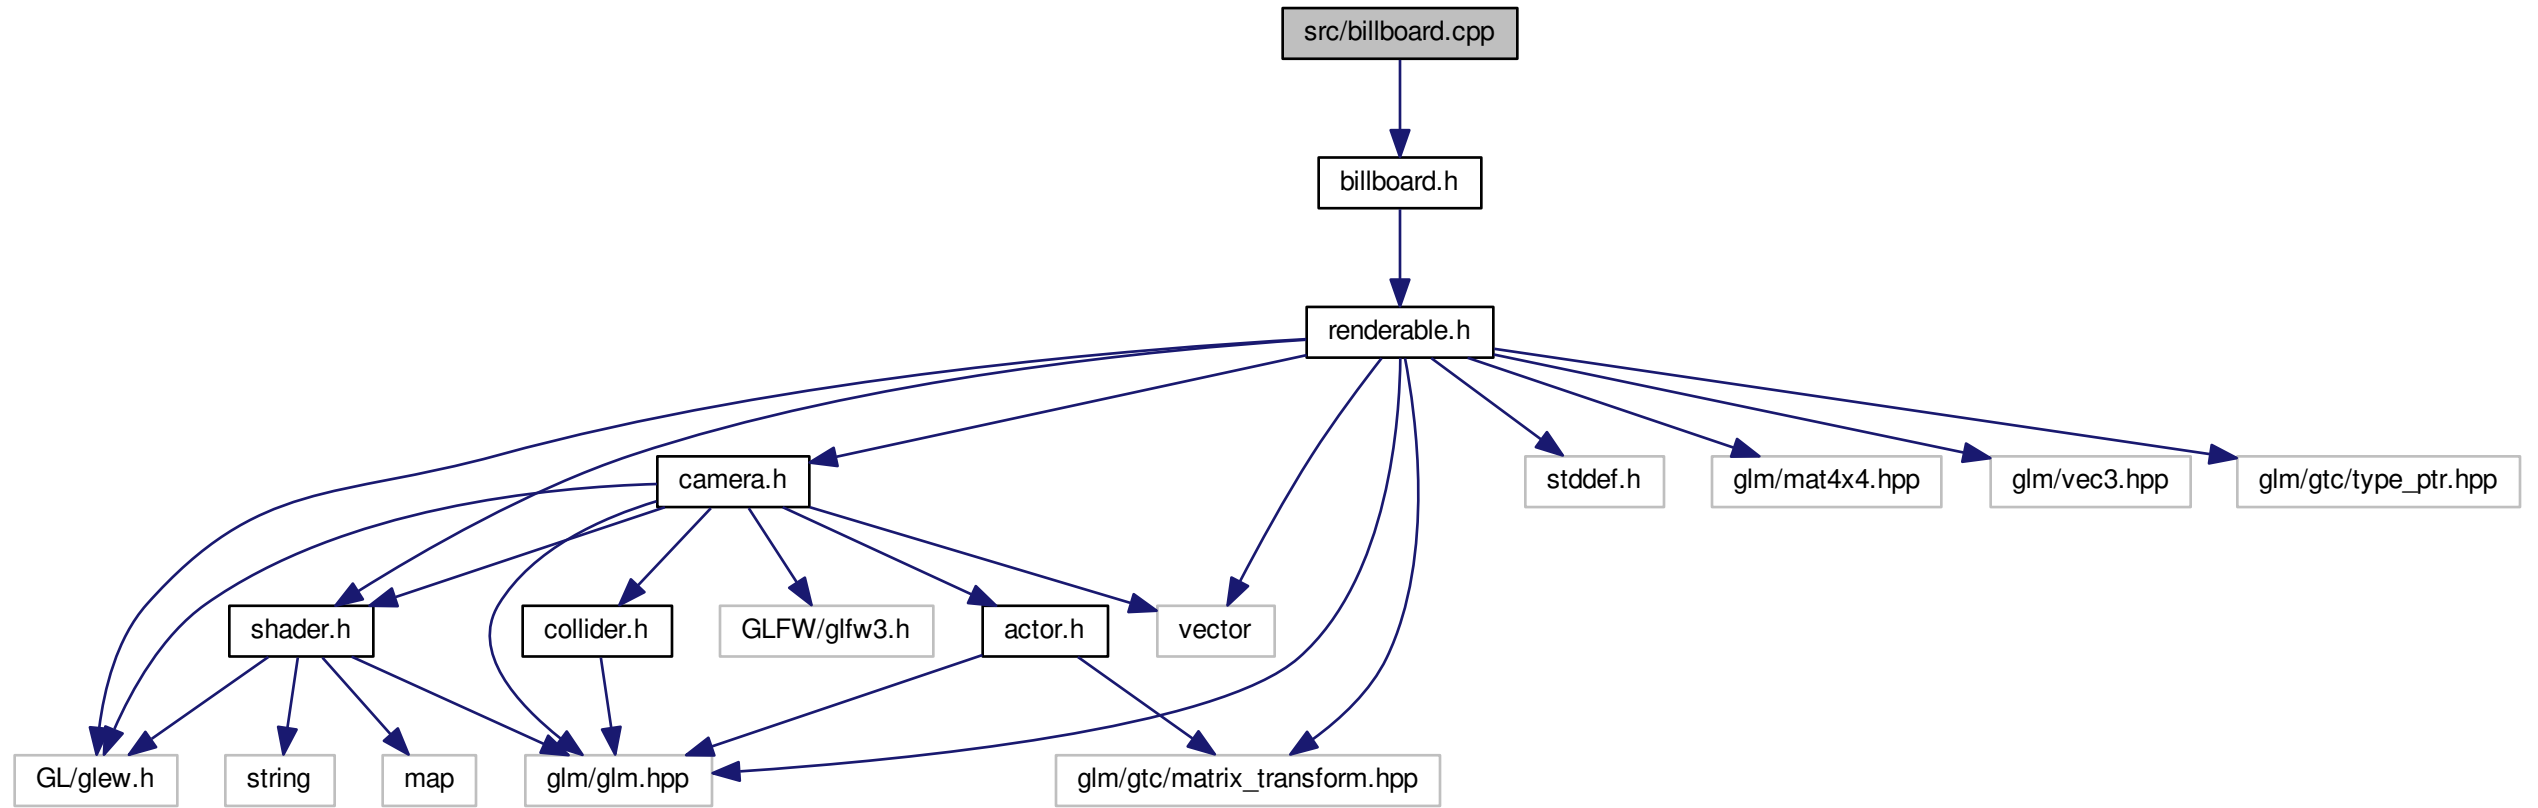 src/billboard.cpp
billboard.h
renderable.h
camera.h
stddef.h
glm/mat4x4.hpp
glm/vec3.hpp
glm/gtc/type_ptr.hpp
shader.h
collider.h
GLFW/glfw3.h
actor.h
vector
GL/glew.h
string
map
glm/glm.hpp
glm/gtc/matrix_transform.hpp